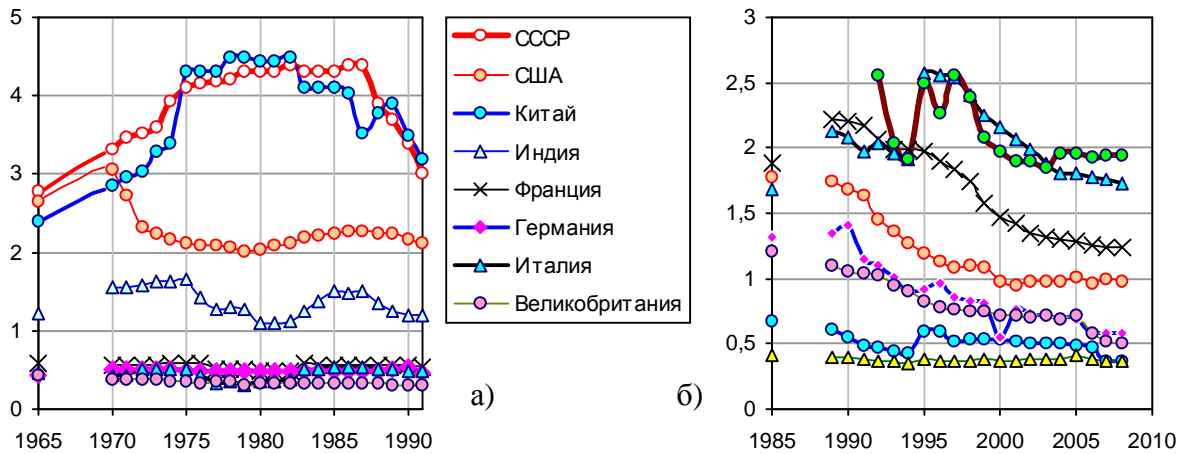 5
4
3
2
1
0
1965 1970 1975 1980 1985 1990
СССР
США
Китай
Индия
Франция
Германия
Италия
Великобритания
а)
б)
3
2,5
2
1,5
1
0,5
0
1985 1990 1995 2000 2005 2010